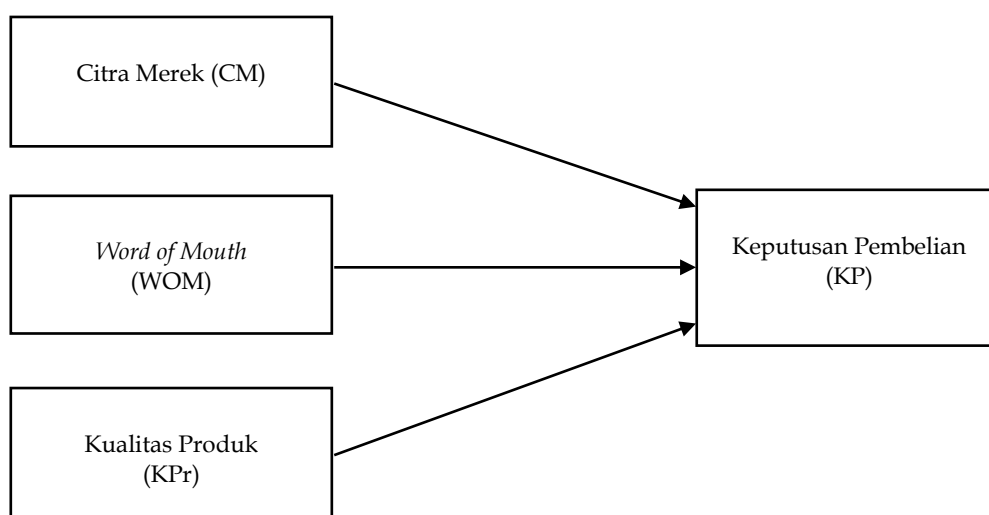 Citra Merek (CM)
Word of Mouth
(WOM)
Keputusan Pembelian
(KP)
Kualitas Produk
(KPr)